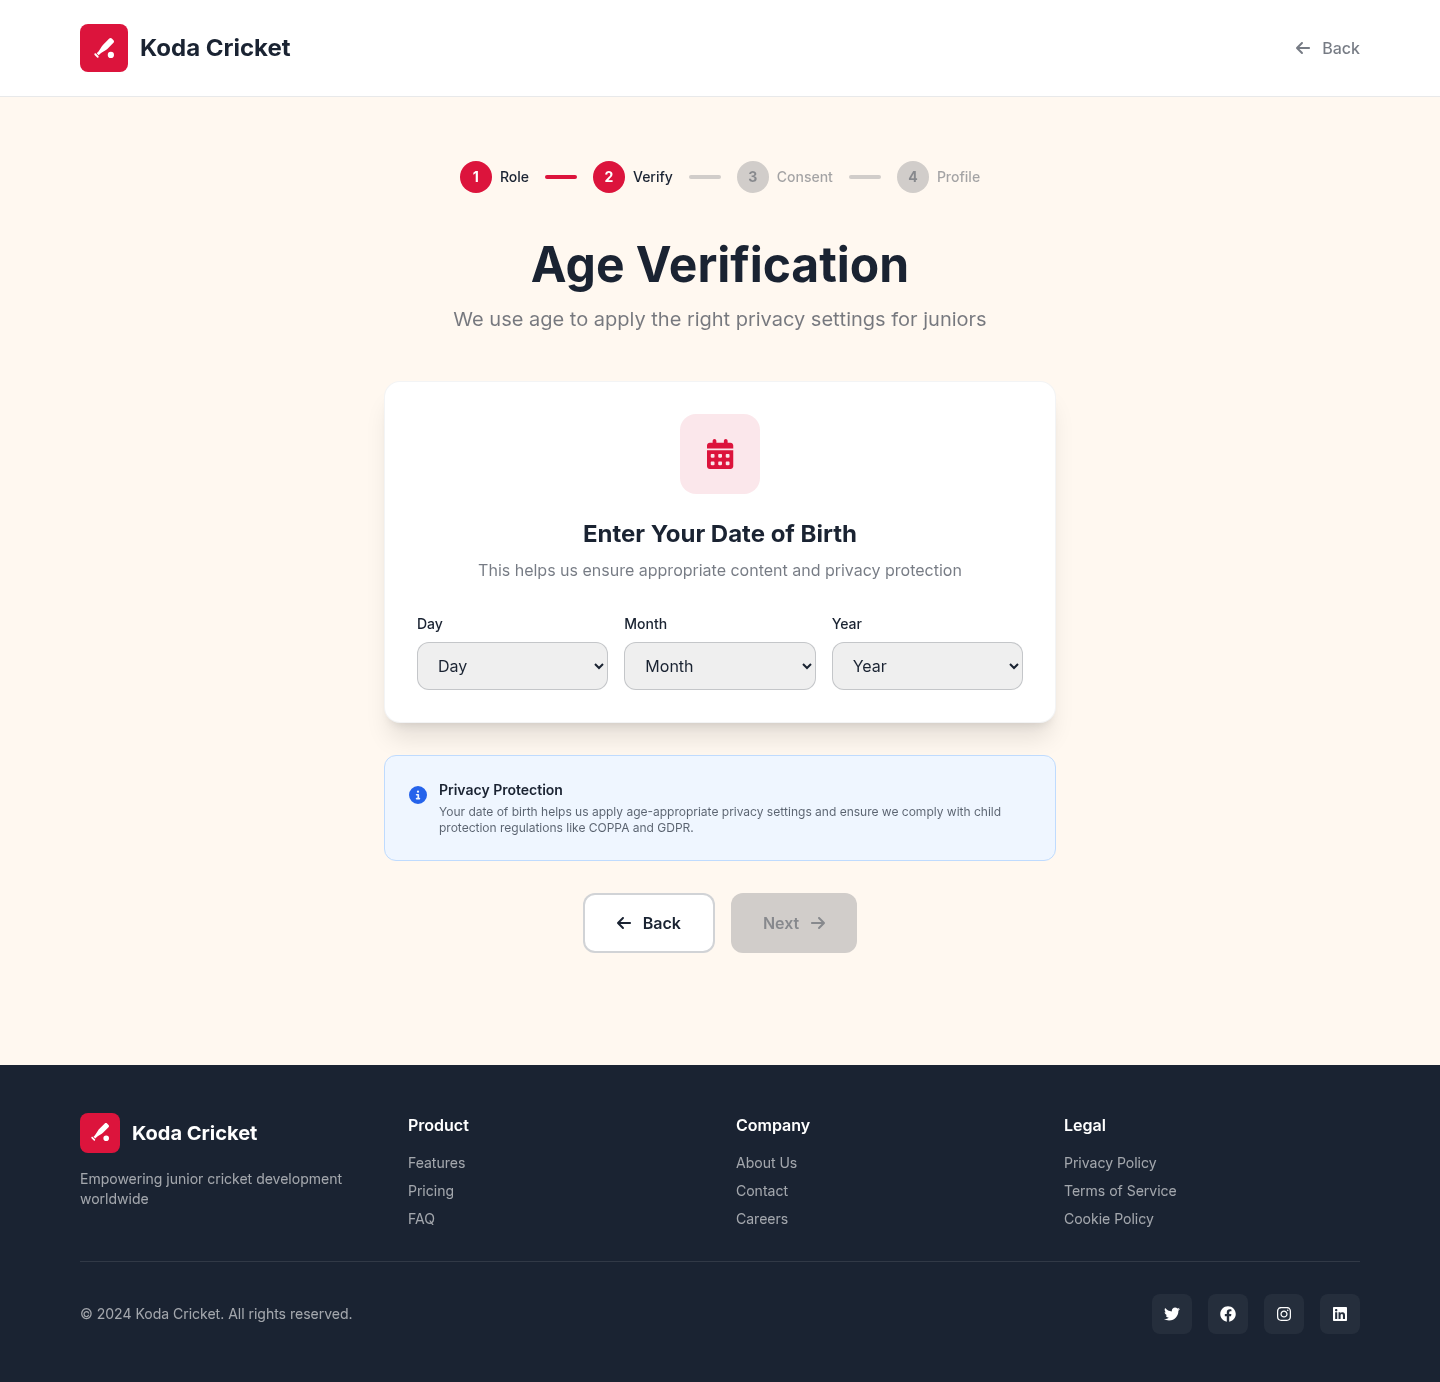 Koda Cricket
Back
1 Role 2 Verify 3 Consent 4 Profile
Age Verification
We use age to apply the right privacy settings for juniors
Enter Your Date of Birth
This helps us ensure appropriate content and privacy protection
Day Month Year
Day Month Year
Privacy Protection
Your date of birth helps us apply age-appropriate privacy settings and ensure we comply with child
protection regulations like COPPA and GDPR.
Back Next
Koda Cricket
Empowering junior cricket development
worldwide
Product
Features
Pricing
FAQ
Company
About Us
Contact
Careers
Legal
Privacy Policy
Terms of Service
Cookie Policy
© 2024 Koda Cricket. All rights reserved.